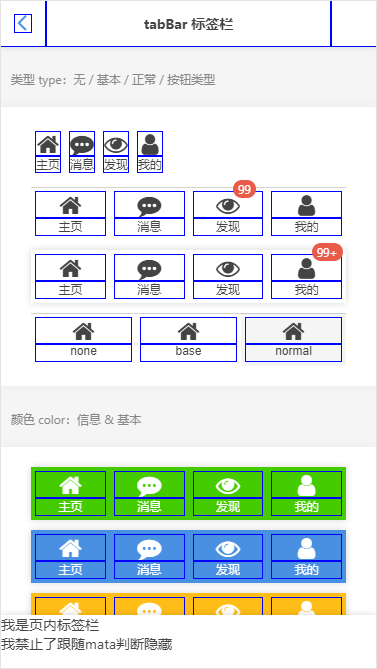 tabBar 标签栏
类型 type：无 / 基本 / 正常 / 按钮类型
主页 消息 发现 我的
99
主页 消息 发现 我的
99+
主页 消息 发现 我的
none base normal
颜色 color：信息 & 基本
主页 消息 发现 我的
主页 消息 发现 我的
我是页内标签栏
我禁止了跟随mata判断隐藏